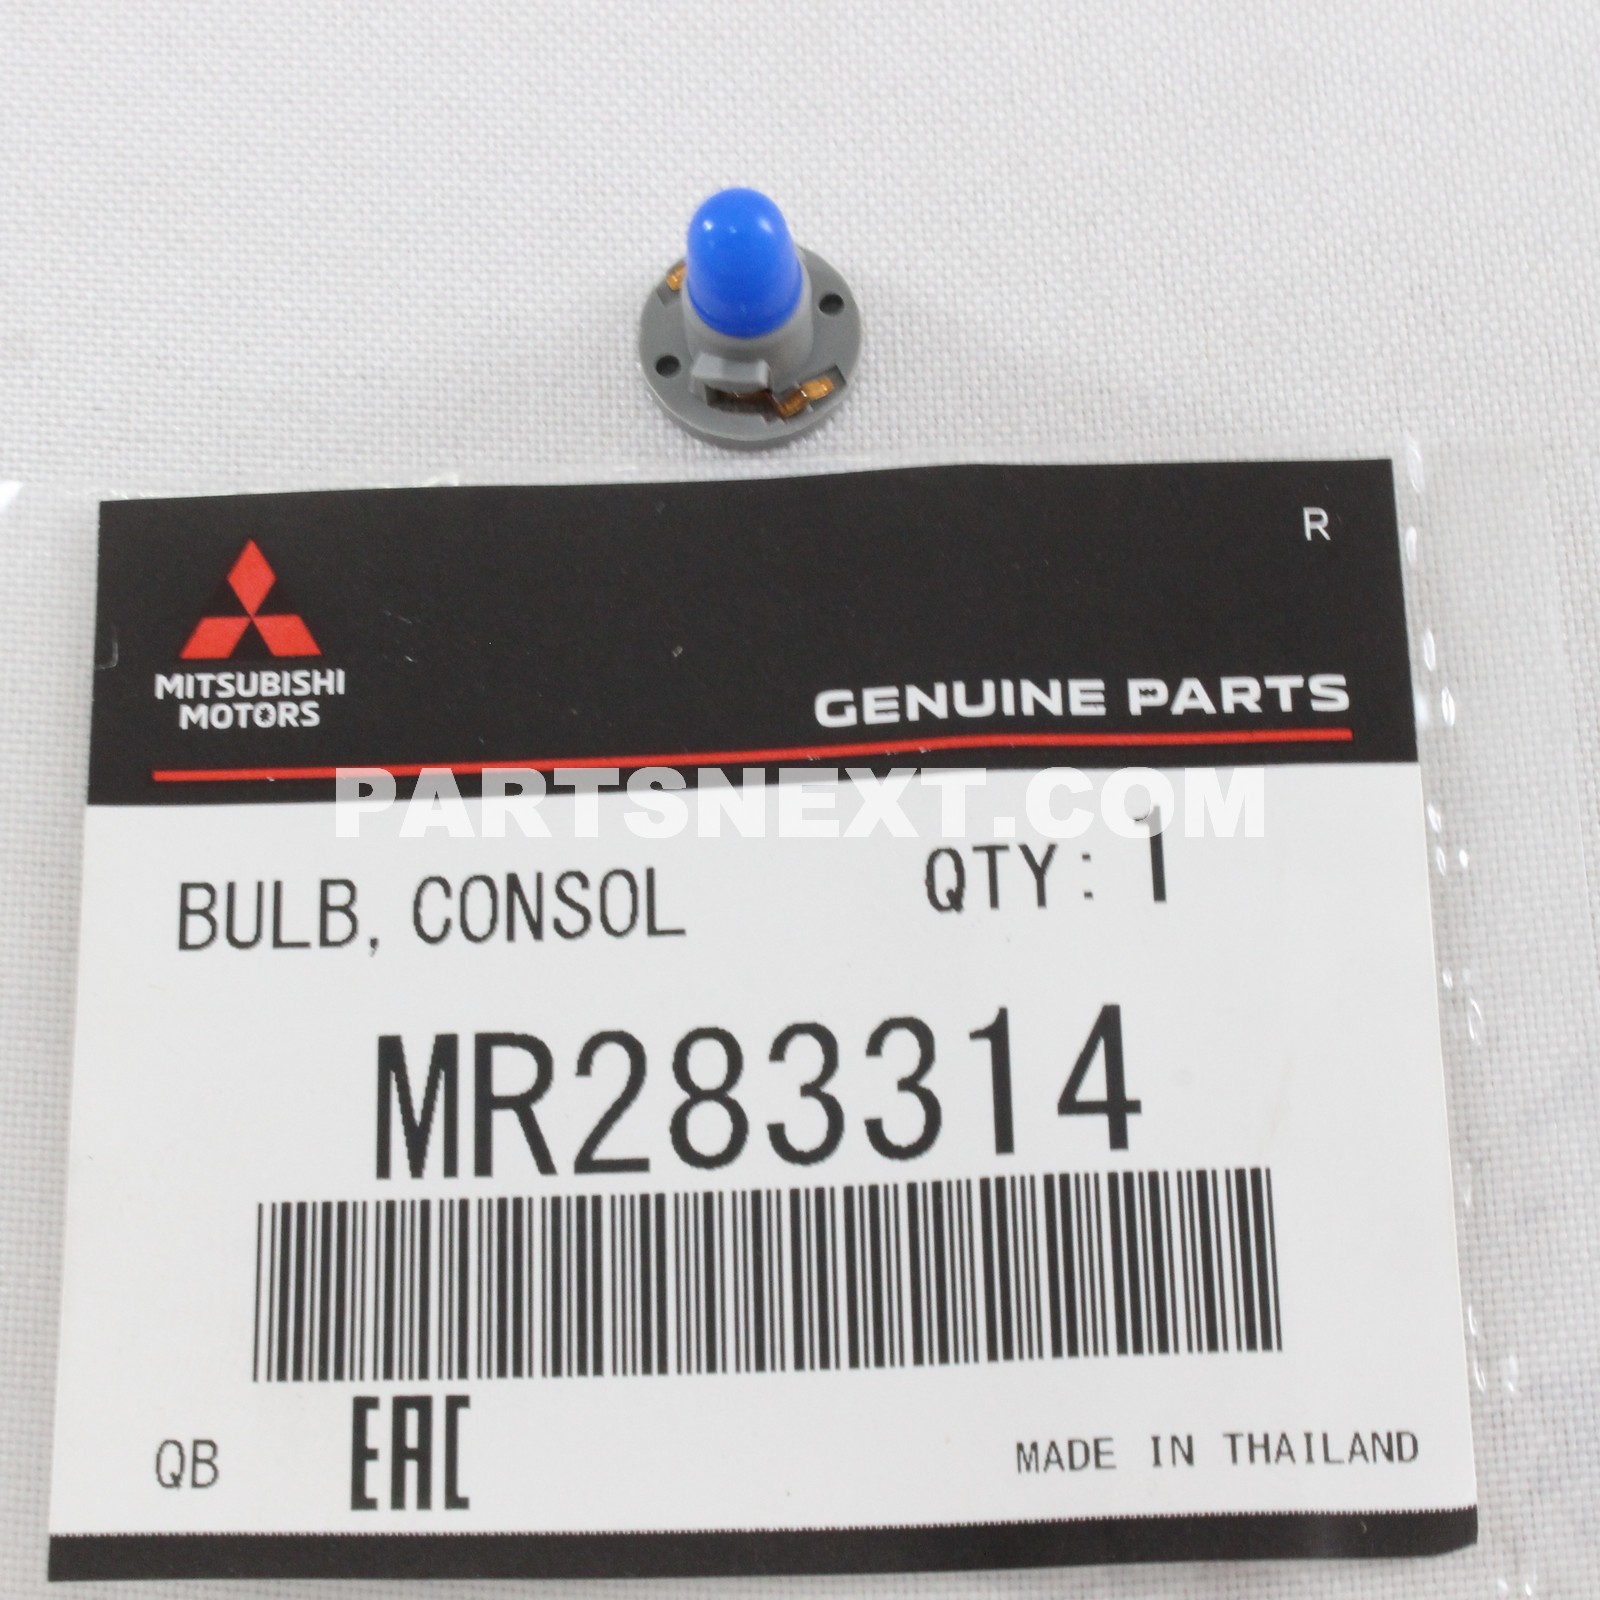 R
MITSUBISHI
MOTORS
GENUINE PARTS
PARTSNEXT.COM
BULB, CONSOL QTY: 1
MR283314
QB EAC MADE IN THAILAND